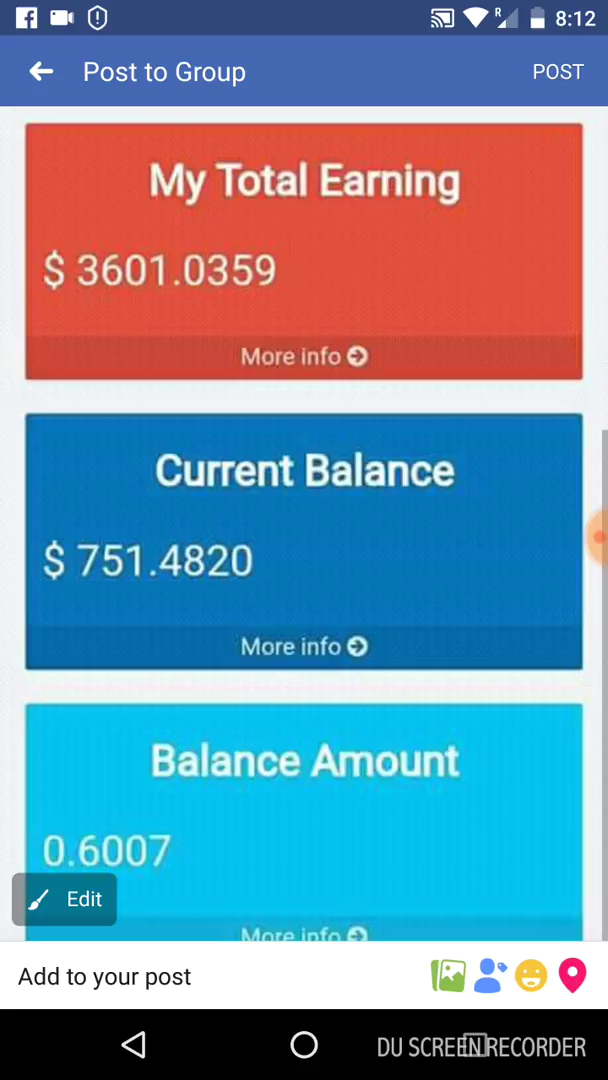 R 8:12
Post to Group
POST
My Total Earning
$ 3601.0359
More info
Current Balance
$ 751.4820
More info
Balance Amount
0.6007
Edit
More info
Add to your post
DU SCREEN RECORDER